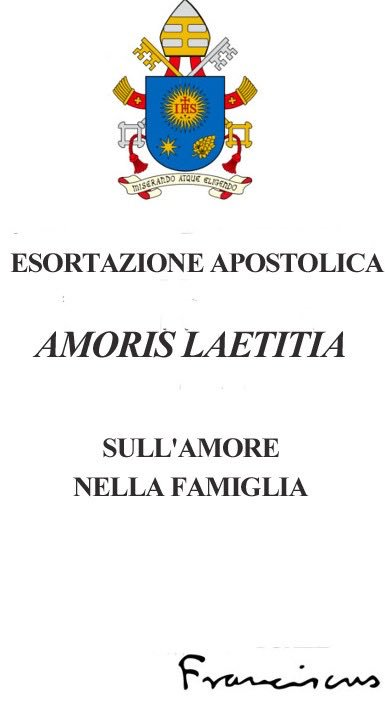 IHS
MISERANDO ATQUE ELIGENDO
ESORTAZIONE APOSTOLICA
AMORIS LAETITIA
SULL'AMORE
NELLA FAMIGLIA
Franciscus